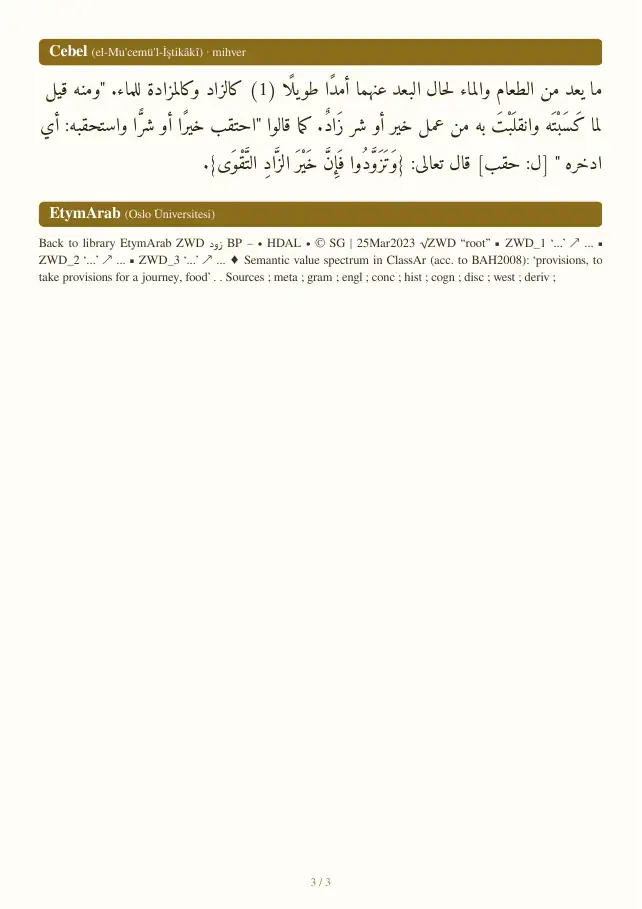 Cebel (el-Mu'cemü'l-İştikâkî) · mihver
ما يعد من الطعام والماء لحال البعد عنهما أمدًا طويلًا (1) كالزاد وكالمزادة للماء. "ومنه قيل
لما كَسَبْتَه وانقلَبْتَ به من عمل خير أو شر زَادٌ. كما قالوا "احتقب خيرًا أو شرًّا واستحقبه: أي
ادخره " [ل: حقب] قال تعالى: {وَتَزَوَّدُوا فَإِنَّ خَيْرَ الزَّادِ التَّقْوَى}.
EtymArab (Oslo Üniversitesi)
Back to library EtymArab ZWD زود BP – • HDAL • © SG | 25Mar2023 √ZWD “root” ▪ ZWD_1 ‘...’ ↗ ... ▪
ZWD_2 ‘...’ ↗ ... ▪ ZWD_3 ‘...’ ↗ ... ♦ Semantic value spectrum in ClassAr (acc. to BAH2008): ‘provisions, to
take provisions for a journey, food’ . . Sources ; meta ; gram ; engl ; conc ; hist ; cogn ; disc ; west ; deriv ;
3 / 3